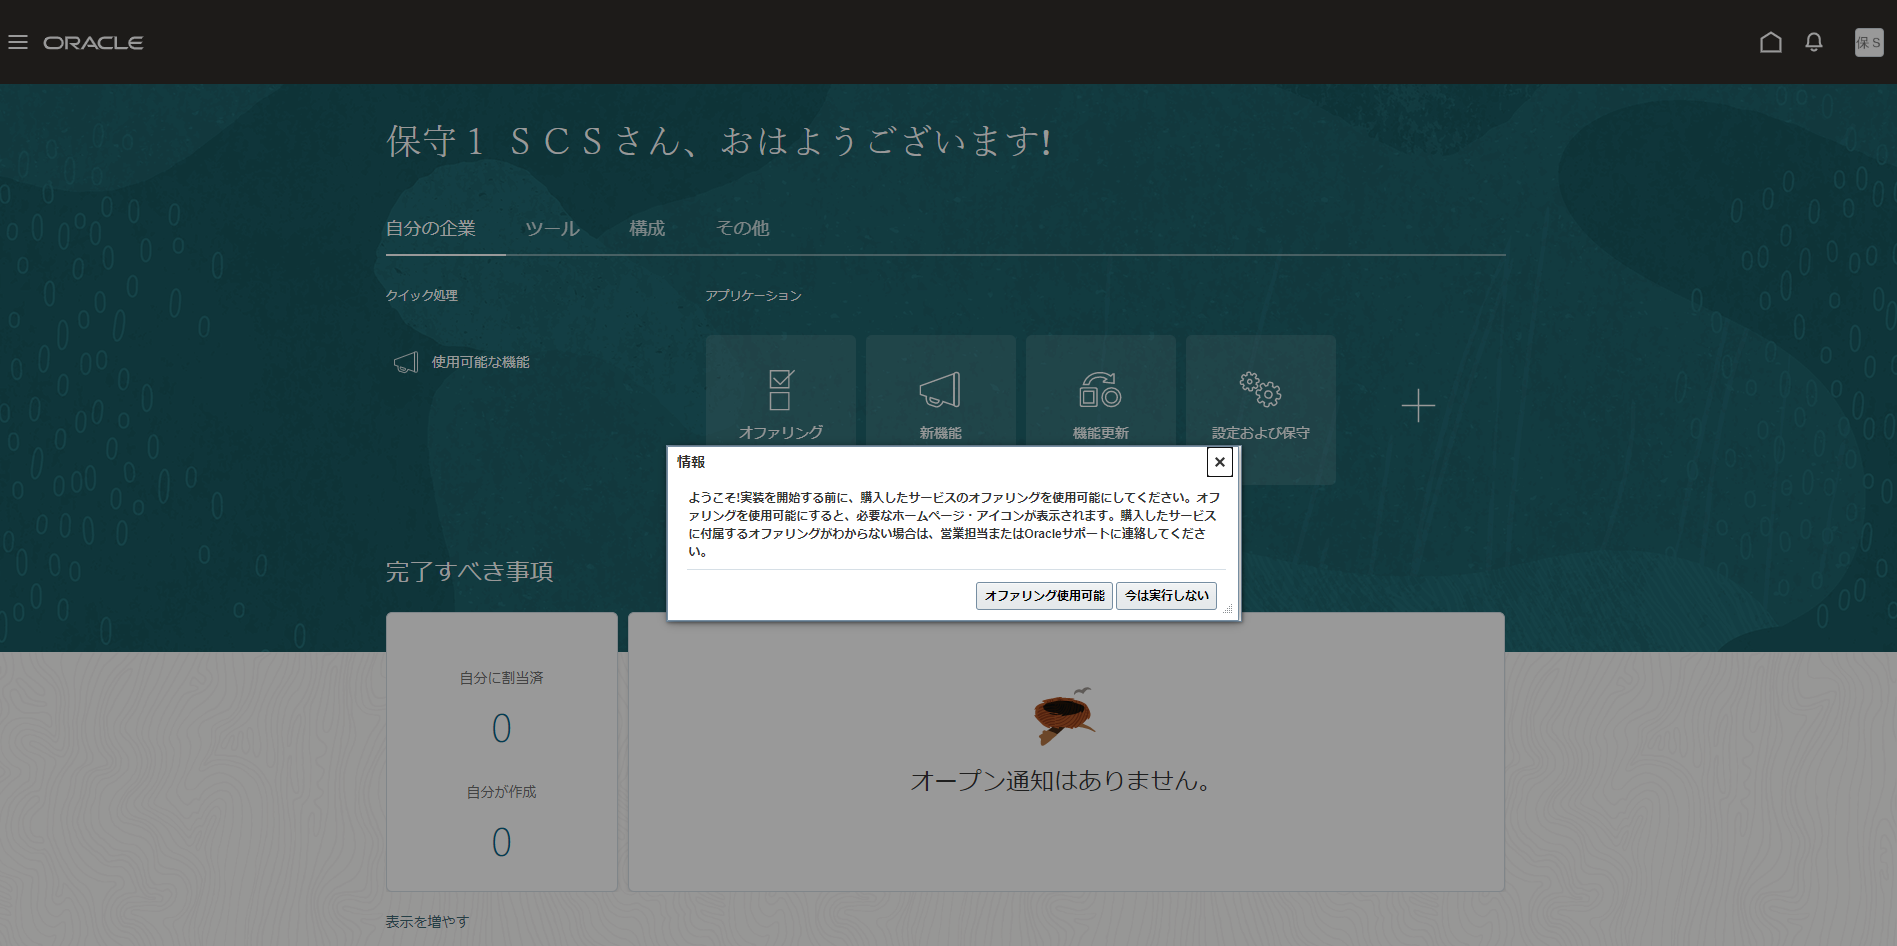 ORACLE
保 S
保守１ ＳＣＳさん、おはようございます!
自分の企業
ツール
構成
その他
クイック処理
アプリケーション
使用可能な機能
オファリング
新機能
機能更新
設定および保守
情報
ようこそ!実装を開始する前に、購入したサービスのオファリングを使用可能にしてください。オフ
ァリングを使用可能にすると、必要なホームページ・アイコンが表示されます。購入したサービス
に付属するオファリングがわからない場合は、営業担当またはOracleサポートに連絡してくださ
い。
オファリング使用可能
今は実行しない
完了すべき事項
自分に割当済
0
自分が作成
0
オープン通知はありません。
表示を増やす